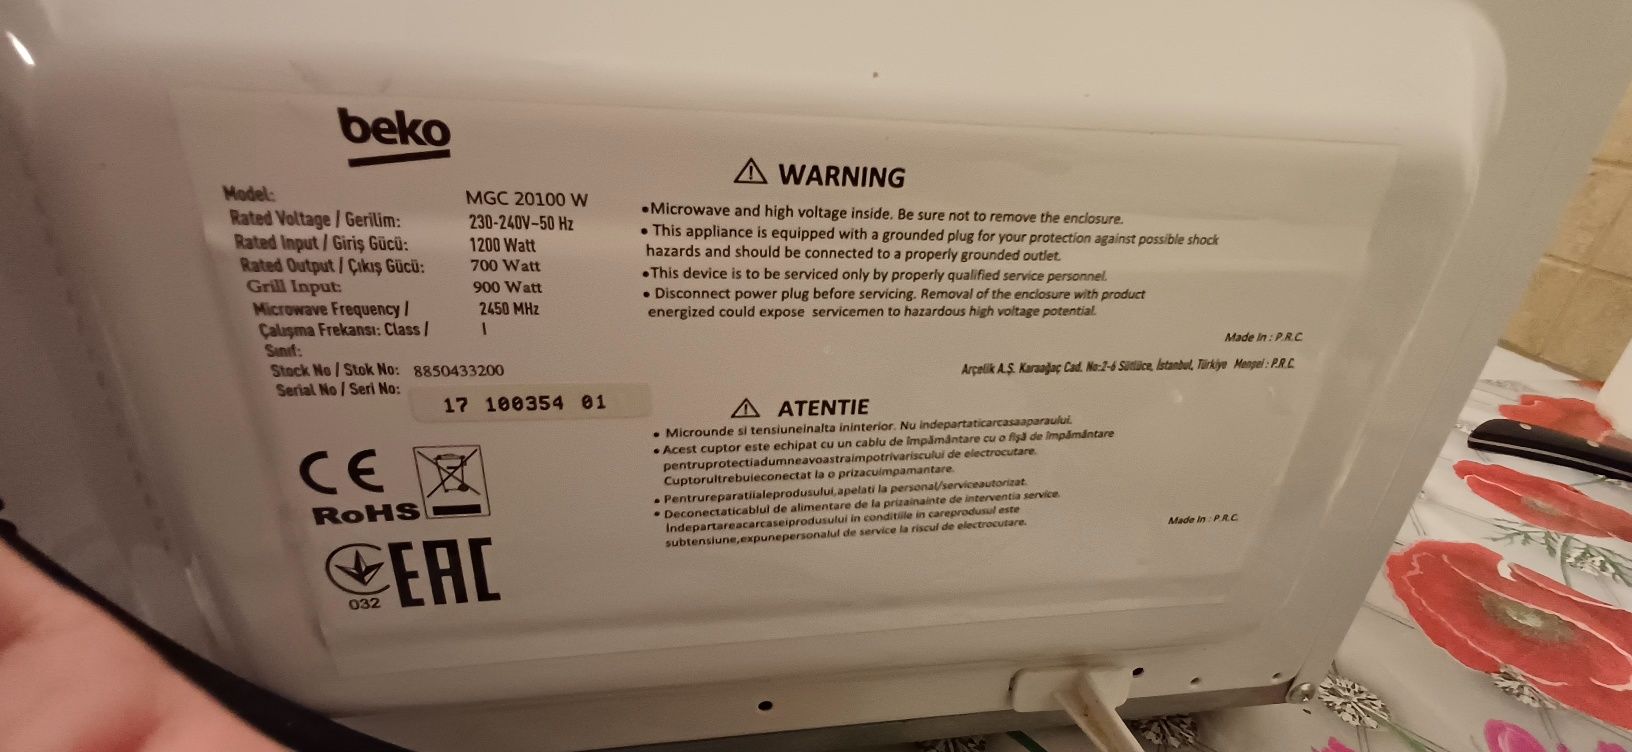 beko
Model: MGC 20100 W
Rated Voltage / Gerilim: 230-240V~50 Hz
Rated Input / Giriş Gücü: 1200 Watt
Rated Output / Çıkış Gücü: 700 Watt
Grill Input: 900 Watt
Microwave Frequency / 2450 MHz
Çalışma Frekansı: Class / I
Sınıf:
Stock No / Stok No: 8850433200
Serial No / Seri No: 17 100354 01
CE
RoHS
032
EAC
WARNING
•Microwave and high voltage inside. Be sure not to remove the enclosure.
• This appliance is equipped with a grounded plug for your protection against possible shock
hazards and should be connected to a properly grounded outlet.
•This device is to be serviced only by properly qualified service personnel.
• Disconnect power plug before servicing. Removal of the enclosure with product
energized could expose servicemen to hazardous high voltage potential.
Made In : P.R.C.
Arçelik A.Ş. Karaağaç Cad. No:2-6 Sütlüce, İstanbul, Türkiye Menşei : P.R.C.
ATENTIE
• Microunde si tensiuneinalta ininterior. Nu indepartaticarcasaaparaului.
• Acest cuptor este echipat cu un cablu de împământare cu o fişă de împământare
pentruprotectiadumneavoastraimpotrivariscului de electrocutare.
Cuptorultrebuieconectat la o prizacuimpamantare.
• Pentrureparatiialeprodusului,apelati la personal/serviceautorizat.
• Deconectaticablul de alimentare de la prizainainte de interventia service.
Indepartareacarcaseiprodusului in conditiile in careprodusul este
subtensiune,expunepersonalul de service la riscul de electrocutare.
Made In : P.R.C.